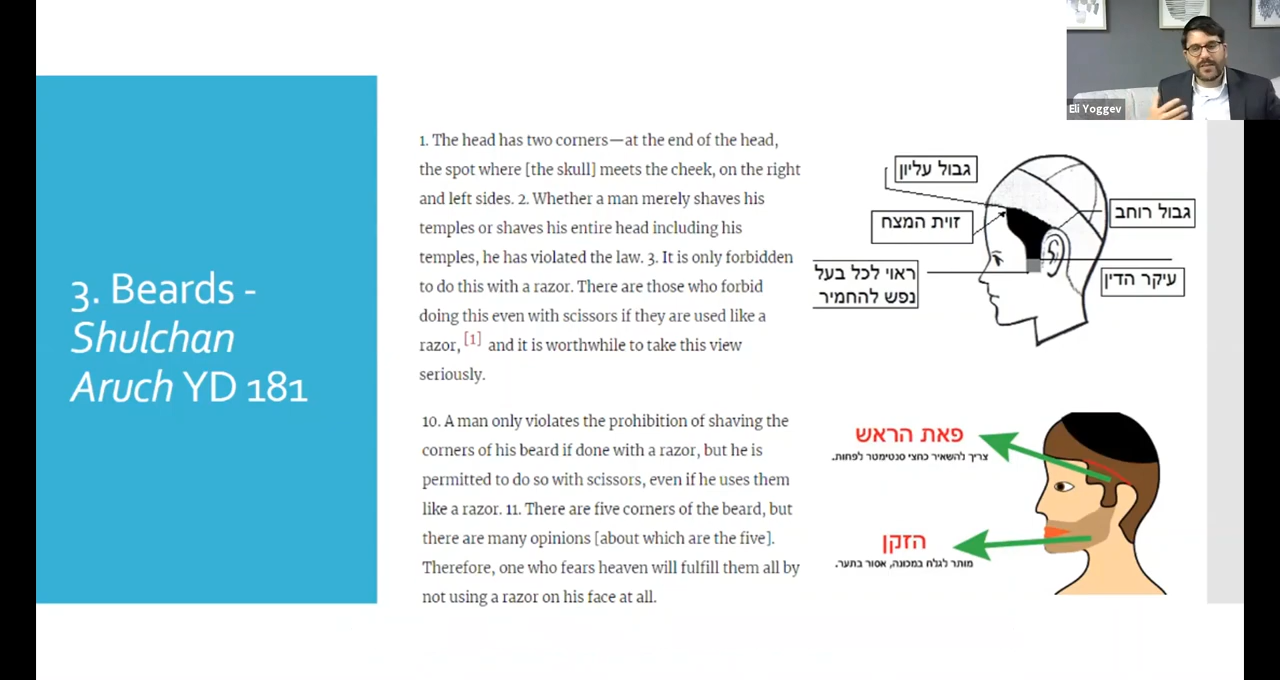 3. Beards -
Shulchan
Aruch YD 181
1. The head has two corners—at the end of the head,
the spot where [the skull] meets the cheek, on the right
and left sides. 2. Whether a man merely shaves his
temples or shaves his entire head including his
temples, he has violated the law. 3. It is only forbidden
to do this with a razor. There are those who forbid
doing this even with scissors if they are used like a
razor, [1] and it is worthwhile to take this view
seriously.
10. A man only violates the prohibition of shaving the
corners of his beard if done with a razor, but he is
permitted to do so with scissors, even if he uses them
like a razor. 11. There are five corners of the beard, but
there are many opinions [about which are the five].
Therefore, one who fears heaven will fulfill them all by
not using a razor on his face at all.
גבול עליון
זוית המצח
גבול רוחב
ראוי לכל בעל
נפש להחמיר
עיקר הדין
פאת הראש
צריך להשאיר כחצי סנטימטר לפחות.
הזקן
מותר לגלח במכונה, אסור בתער.
Eli Yoggev